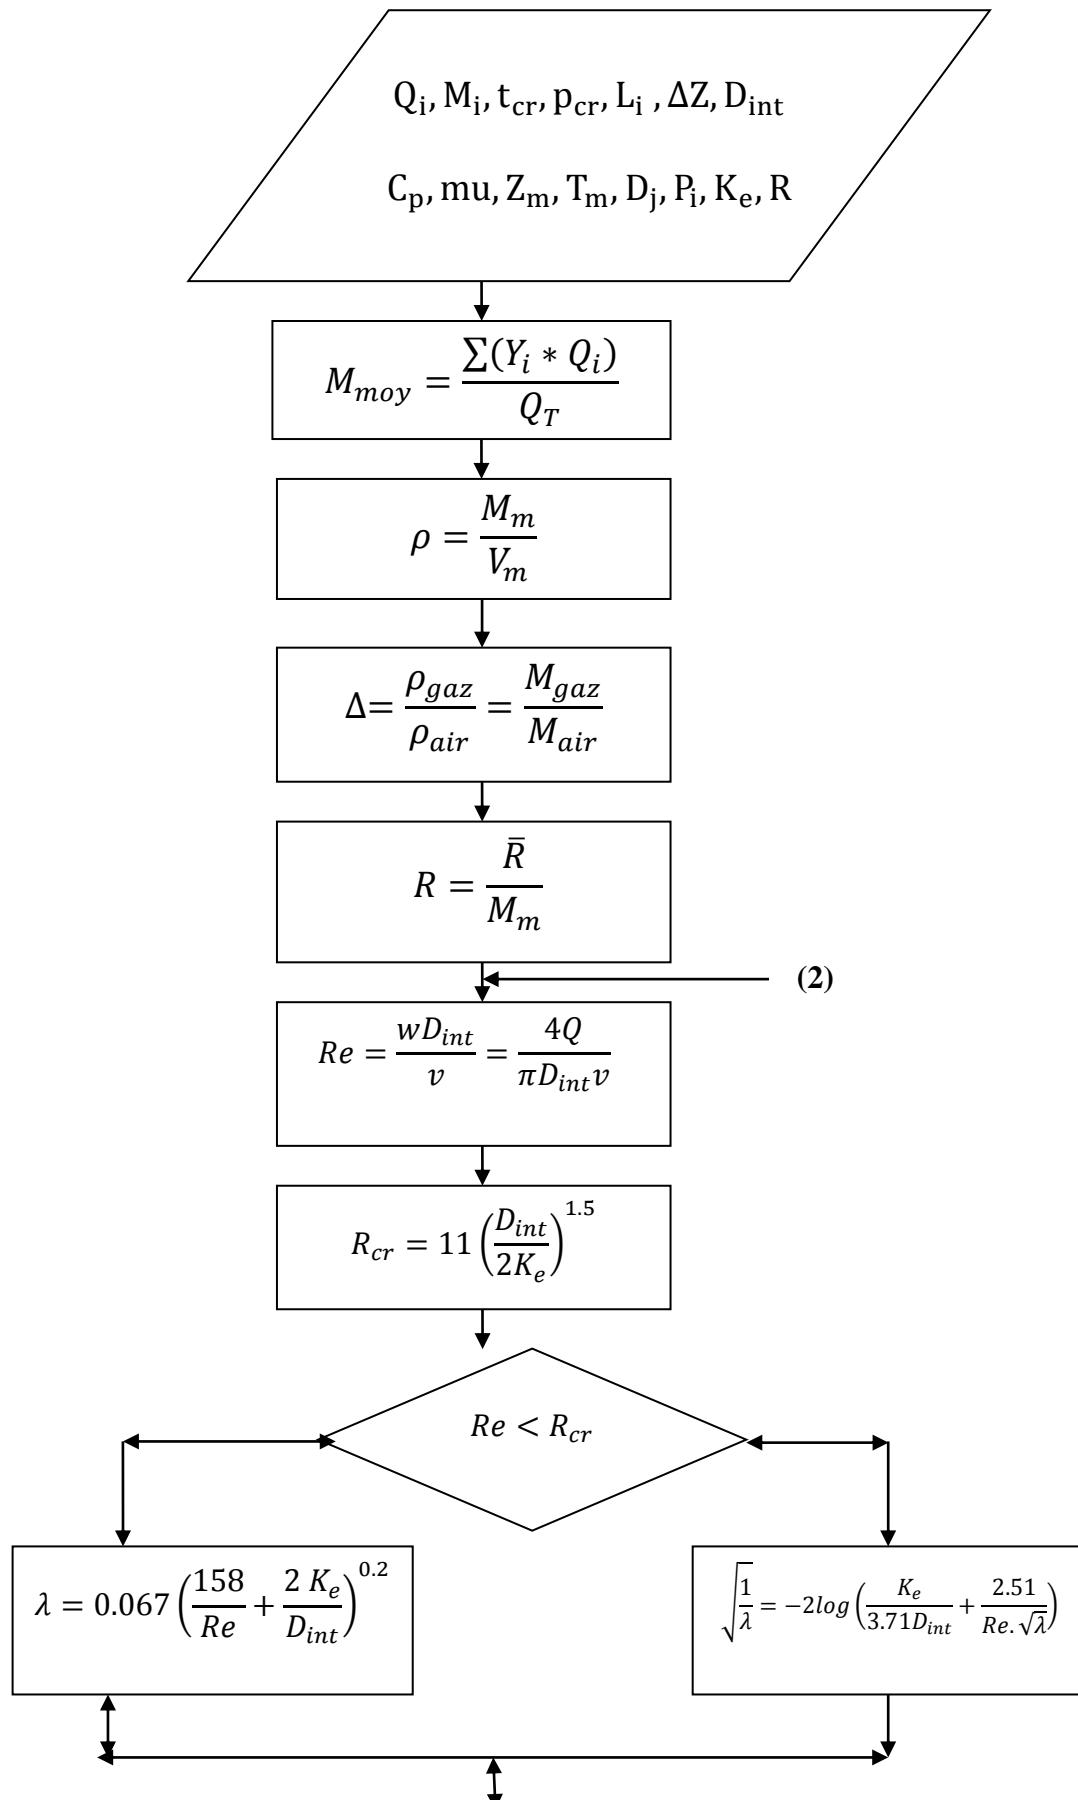 Q_i, M_i, t_cr, p_cr, L_i , ΔZ, D_int
C_p, mu, Z_m, T_m, D_j, P_i, K_e, R
M_moy = ∑(Y_i * Q_i) / Q_T
ρ = M_m / V_m
Δ= ρ_gaz / ρ_air = M_gaz / M_air
R = R̄ / M_m
(2)
Re = wD_int / v = 4Q / πD_int v
R_cr = 11 (D_int / 2K_e)^1.5
Re < R_cr
λ = 0.067 (158 / Re + 2 K_e / D_int)^0.2
√(1 / λ) = −2log (K_e / 3.71D_int + 2.51 / Re.√λ)